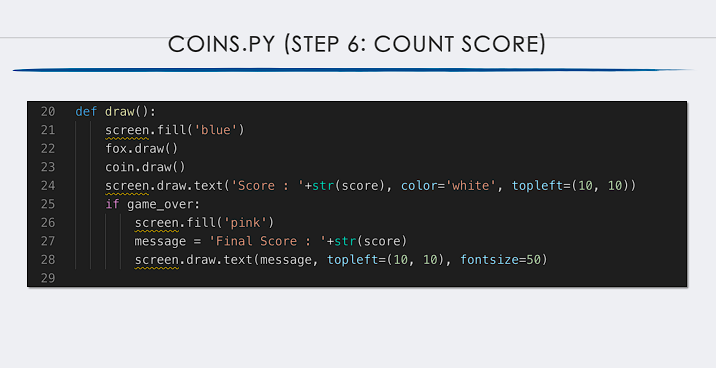 COINS.PY (STEP 6: COUNT SCORE)
20 def draw():
21 screen.fill('blue')
22 fox.draw()
23 coin.draw()
24 screen.draw.text('Score : '+str(score), color='white', topleft=(10, 10))
25 if game_over:
26 screen.fill('pink')
27 message = 'Final Score : '+str(score)
28 screen.draw.text(message, topleft=(10, 10), fontsize=50)
29